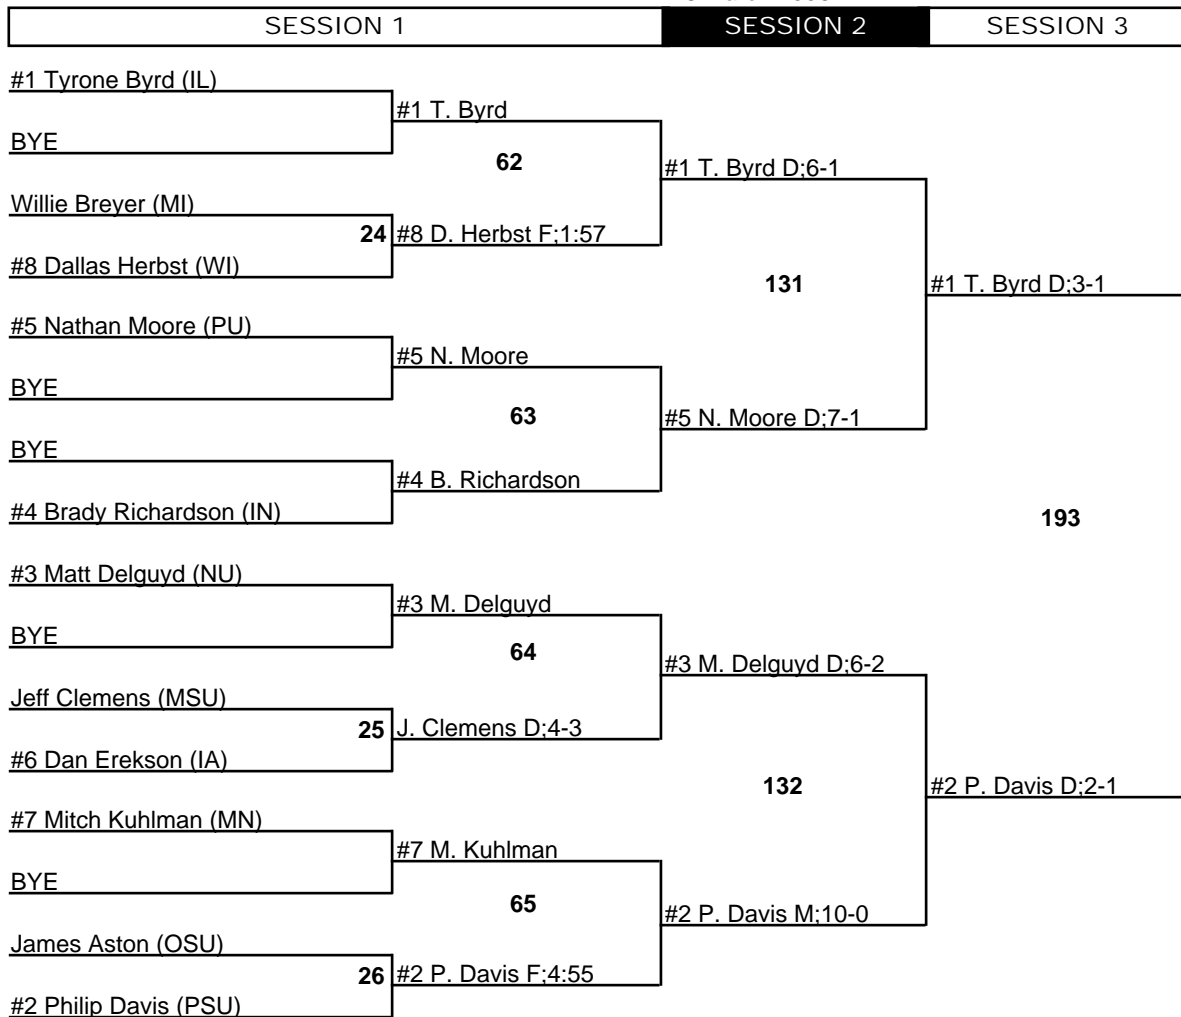 SESSION 1
SESSION 2
SESSION 3
#1 Tyrone Byrd (IL)
BYE
Willie Breyer (MI)
#8 Dallas Herbst (WI)
#5 Nathan Moore (PU)
BYE
BYE
#4 Brady Richardson (IN)
#3 Matt Delguyd (NU)
BYE
Jeff Clemens (MSU)
#6 Dan Erekson (IA)
#7 Mitch Kuhlman (MN)
BYE
James Aston (OSU)
#2 Philip Davis (PSU)
24
25
26
#1 T. Byrd
62
#8 D. Herbst F;1:57
#5 N. Moore
63
#4 B. Richardson
#3 M. Delguyd
64
J. Clemens D;4-3
#7 M. Kuhlman
65
#2 P. Davis F;4:55
#1 T. Byrd D;6-1
131
#5 N. Moore D;7-1
#3 M. Delguyd D;6-2
132
#2 P. Davis M;10-0
#1 T. Byrd D;3-1
193
#2 P. Davis D;2-1